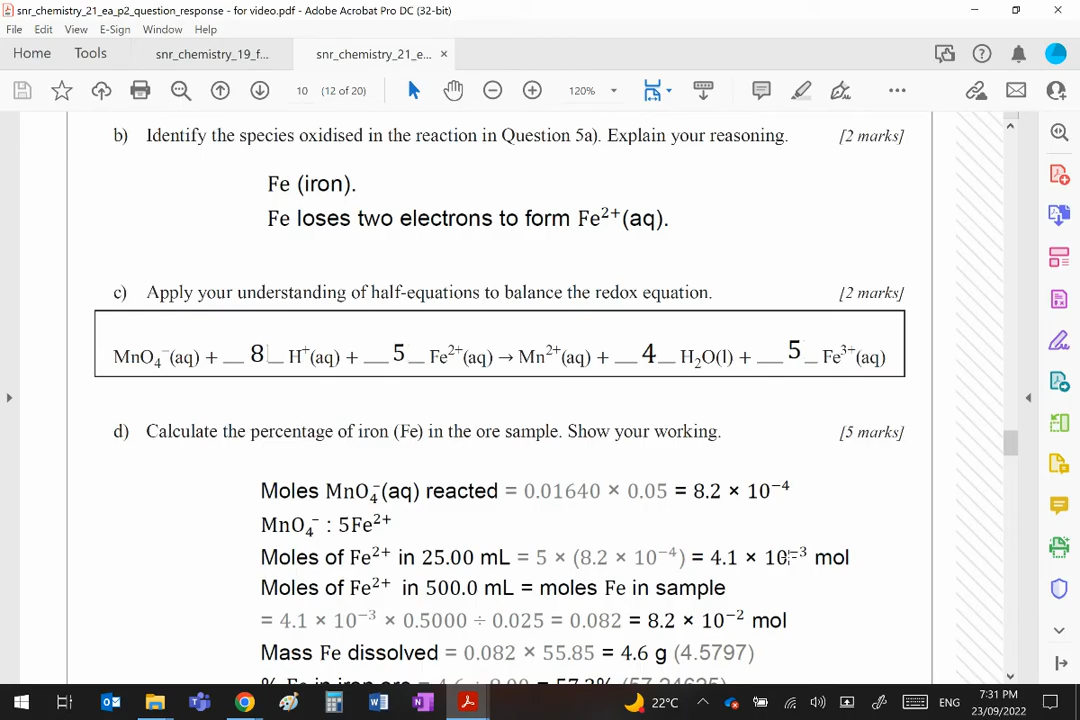 snr_chemistry_21_ea_p2_question_response - for video.pdf - Adobe Acrobat Pro DC (32-bit)
File Edit View E-Sign Window Help
Home Tools snr_chemistry_19_f... snr_chemistry_21_e... ×
10 (12 of 20) 120%
b) Identify the species oxidised in the reaction in Question 5a). Explain your reasoning. [2 marks]
Fe (iron).
Fe loses two electrons to form Fe²⁺(aq).
c) Apply your understanding of half-equations to balance the redox equation. [2 marks]
MnO₄⁻(aq) + __ 8 _ H⁺(aq) + __ 5 _ Fe²⁺(aq) → Mn²⁺(aq) + __ 4 _ H₂O(l) + __ 5 _ Fe³⁺(aq)
d) Calculate the percentage of iron (Fe) in the ore sample. Show your working. [5 marks]
Moles MnO₄⁻(aq) reacted = 0.01640 × 0.05 = 8.2 × 10⁻⁴
MnO₄⁻ : 5Fe²⁺
Moles of Fe²⁺ in 25.00 mL = 5 × (8.2 × 10⁻⁴) = 4.1 × 10⁻³ mol
Moles of Fe²⁺ in 500.0 mL = moles Fe in sample
= 4.1 × 10⁻³ × 0.5000 ÷ 0.025 = 0.082 = 8.2 × 10⁻² mol
Mass Fe dissolved = 0.082 × 55.85 = 4.6 g (4.5797)
22°C ENG 7:31 PM
23/09/2022